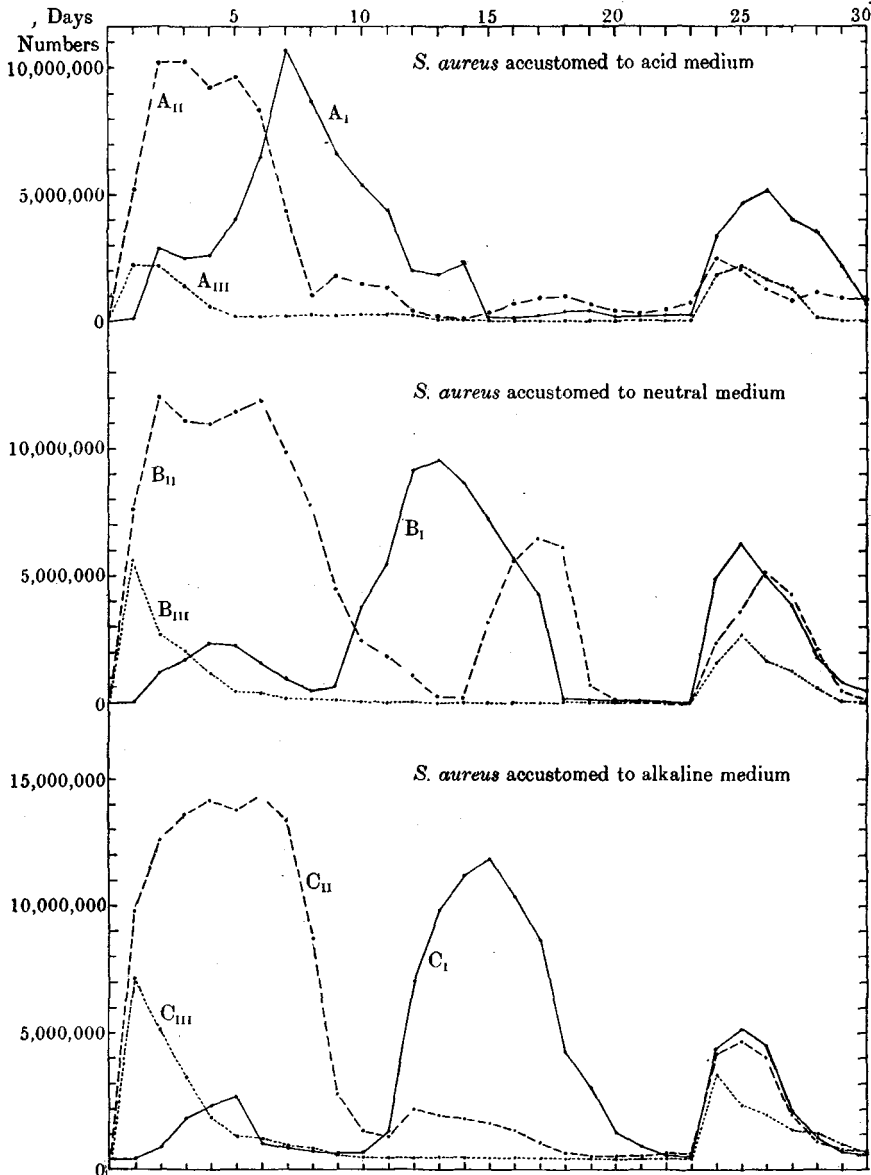 , Days 5 10 15 20 25 30
Numbers
10,000,000
S. aureus accustomed to acid medium
A_II
A_I
5,000,000
A_III
0
S. aureus accustomed to neutral medium
10,000,000
B_II
B_I
5,000,000
B_III
0
15,000,000
S. aureus accustomed to alkaline medium
C_II
10,000,000
C_I
C_III
5,000,000
0